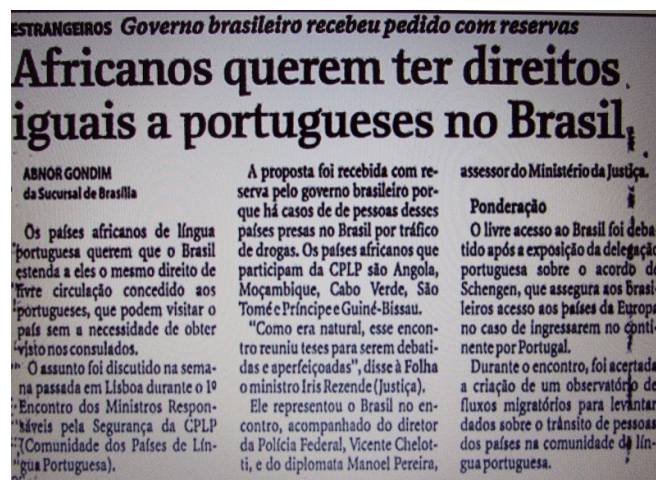 ESTRANGEIROS Governo brasileiro recebeu pedido com reservas
Africanos querem ter direitos
iguais a portugueses no Brasil
ABNOR GONDIM
da Sucursal de Brasília
Os países africanos de língua
portuguesa querem que o Brasil
estenda a eles o mesmo direito de
livre circulação concedido aos
portugueses, que podem visitar o
país sem a necessidade de obter
visto nos consulados.
O assunto foi discutido na sema-
na passada em Lisboa durante o 1º
Encontro dos Ministros Respon-
sáveis pela Segurança da CPLP
(Comunidade dos Países de Lín-
gua Portuguesa).
A proposta foi recebida com re-
serva pelo governo brasileiro por-
que há casos de de pessoas desses
países presas no Brasil por tráfico
de drogas. Os países africanos que
participam da CPLP são Angola,
Moçambique, Cabo Verde, São
Tomé e Príncipe e Guiné-Bissau.
"Como era natural, esse encon-
tro reuniu teses para serem debati-
das e aperfeiçoadas", disse à Folha
o ministro Iris Rezende (Justiça).
Ele representou o Brasil no en-
contro, acompanhado do diretor
da Polícia Federal, Vicente Chelot-
ti, e do diplomata Manoel Pereira,
assessor do Ministério da Justiça.
Ponderação
O livre acesso ao Brasil foi deba-
tido após a exposição da delegação
portuguesa sobre o acordo de
Schengen, que assegura aos Brasi-
leiros acesso aos países da Europa
no caso de ingressarem no conti-
nente por Portugal.
Durante o encontro, foi acertada
a criação de um observatório de
fluxos migratórios para levantar
dados sobre o trânsito de pessoas
dos países na comunidade de lín-
gua portuguesa.